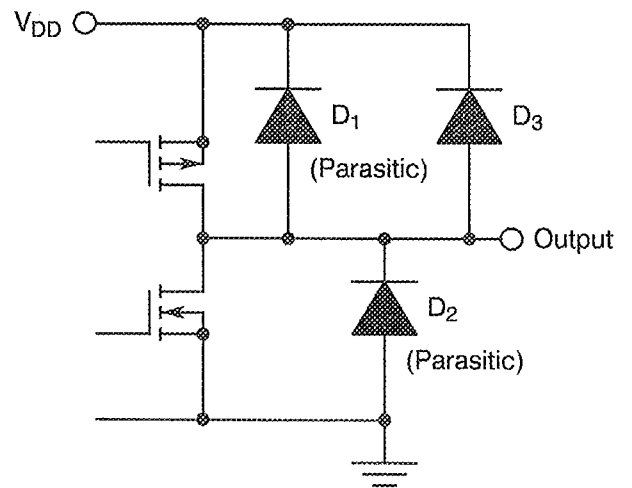 VDD
D1
(Parasitic)
D3
Output
D2
(Parasitic)